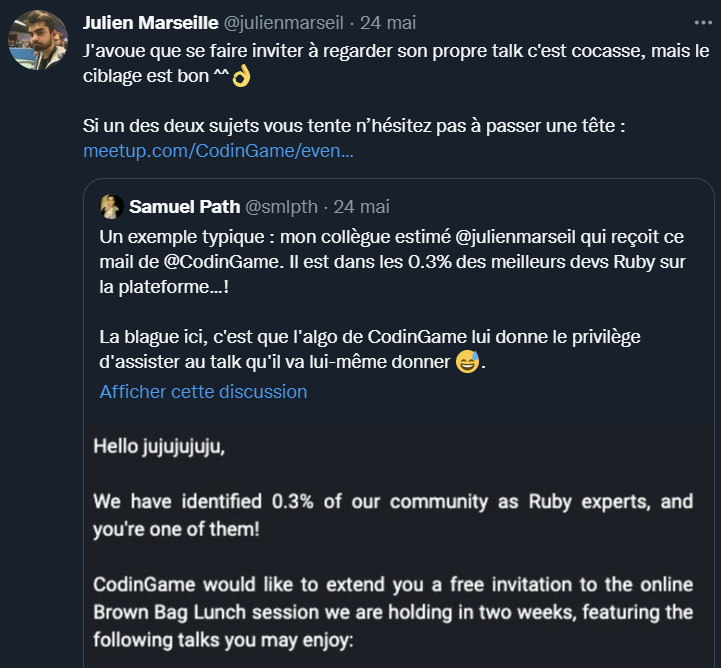 Julien Marseille @julienmarseil · 24 mai
J'avoue que se faire inviter à regarder son propre talk c'est cocasse, mais le
ciblage est bon ^^👌
Si un des deux sujets vous tente n’hésitez pas à passer une tête :
meetup.com/CodinGame/even…
Samuel Path @smlpth · 24 mai
Un exemple typique : mon collègue estimé @julienmarseil qui reçoit ce
mail de @CodinGame. Il est dans les 0.3% des meilleurs devs Ruby sur
la plateforme...!
La blague ici, c'est que l'algo de CodinGame lui donne le privilège
d'assister au talk qu'il va lui-même donner 😅.
Afficher cette discussion
Hello jujujujuju,
We have identified 0.3% of our community as Ruby experts, and
you're one of them!
CodinGame would like to extend you a free invitation to the online
Brown Bag Lunch session we are holding in two weeks, featuring the
following talks you may enjoy: